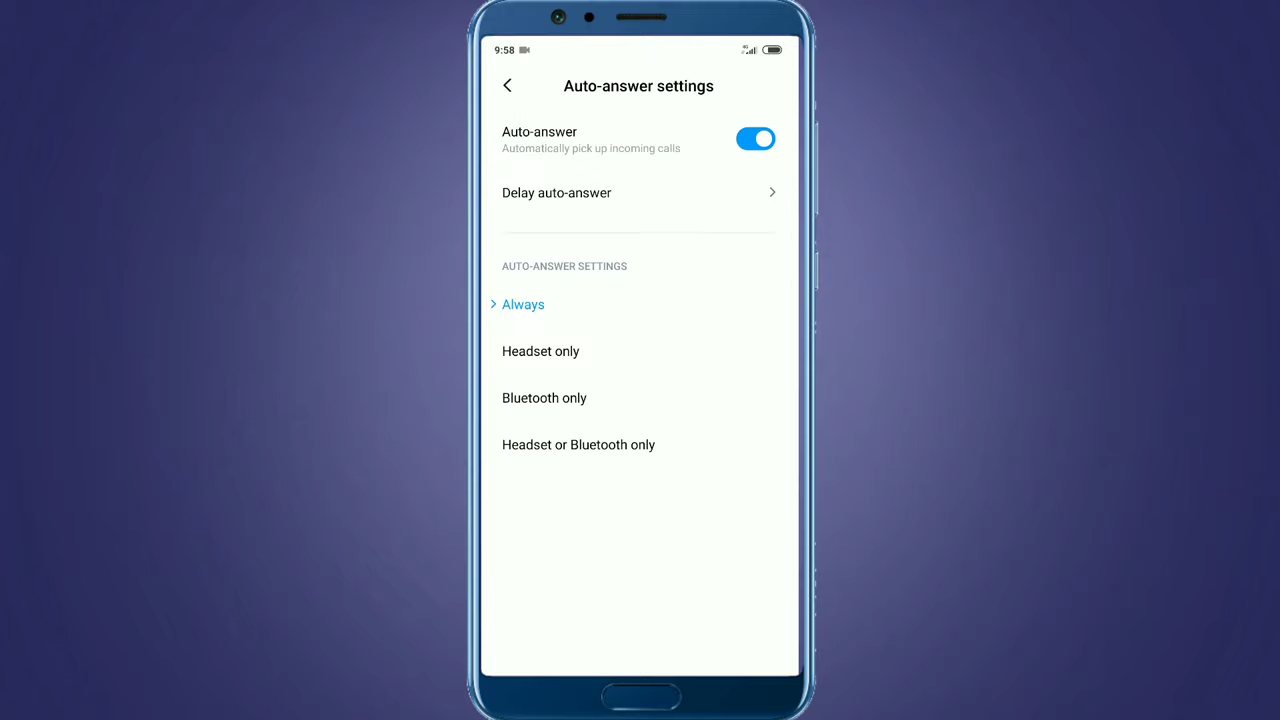 9:58
4G
Auto-answer settings
Auto-answer
Automatically pick up incoming calls
Delay auto-answer
AUTO-ANSWER SETTINGS
Always
Headset only
Bluetooth only
Headset or Bluetooth only